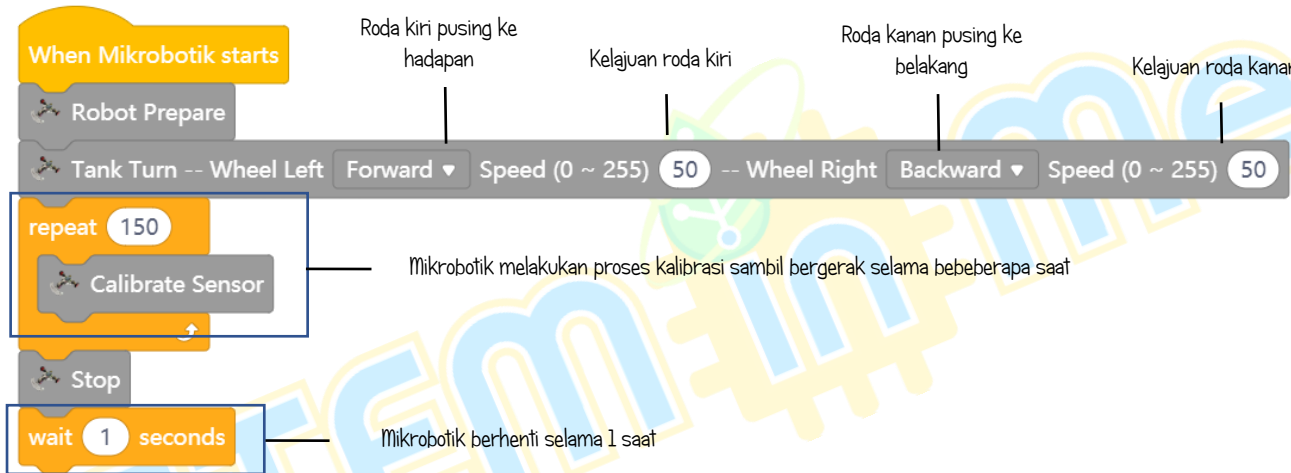 Roda kiri pusing ke
hadapan
Kelajuan roda kiri
Roda kanan pusing ke
belakang
Kelajuan roda kanan
When Mikrobotik starts
Robot Prepare
Tank Turn -- Wheel Left Forward ▼ Speed (0 ~ 255) 50 -- Wheel Right Backward ▼ Speed (0 ~ 255) 50
repeat 150
Calibrate Sensor
Mikrobotik melakukan proses kalibrasi sambil bergerak selama bebeberapa saat
Stop
wait 1 seconds
Mikrobotik berhenti selama 1 saat
STEM in me